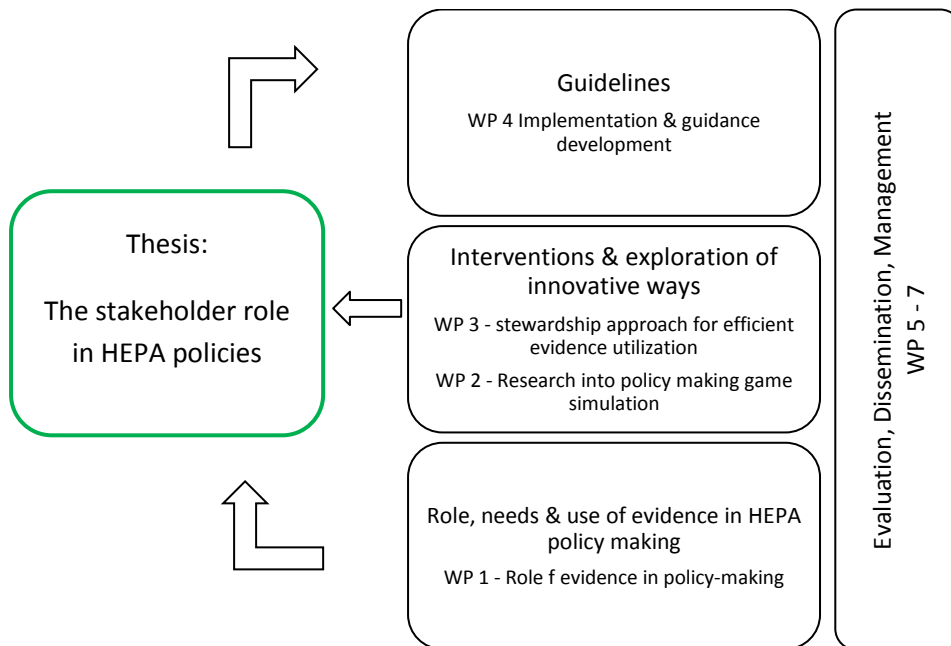 Guidelines
WP 4 Implementation & guidance
development
Thesis:
The stakeholder role
in HEPA policies
Interventions & exploration of
innovative ways
WP 3 - stewardship approach for efficient
evidence utilization
WP 2 - Research into policy making game
simulation
Role, needs & use of evidence in HEPA
policy making
WP 1 - Role f evidence in policy-making
Evaluation, Dissemination, Management
WP 5 - 7